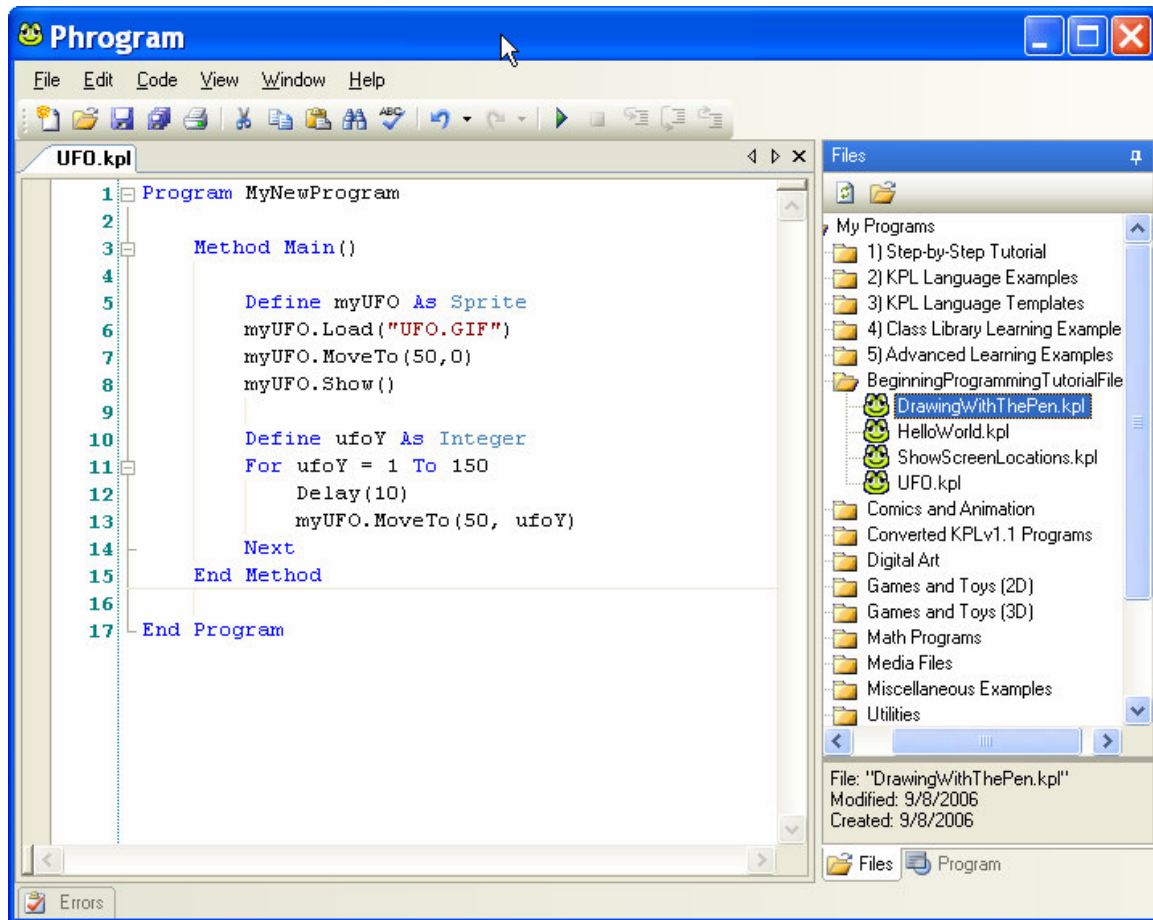 Phrogram
File Edit Code View Window Help
ABC
UFO.kpl
1 Program MyNewProgram
2
3 Method Main()
4
5 Define myUFO As Sprite
6 myUFO.Load("UFO.GIF")
7 myUFO.MoveTo(50,0)
8 myUFO.Show()
9
10 Define ufoY As Integer
11 For ufoY = 1 To 150
12 Delay(10)
13 myUFO.MoveTo(50, ufoY)
14 Next
15 End Method
16
17 End Program
Files
My Programs
1) Step-by-Step Tutorial
2) KPL Language Examples
3) KPL Language Templates
4) Class Library Learning Example
5) Advanced Learning Examples
BeginningProgrammingTutorialFile
DrawingWithThePen.kpl
HelloWorld.kpl
ShowScreenLocations.kpl
UFO.kpl
Comics and Animation
Converted KPLv1.1 Programs
Digital Art
Games and Toys (2D)
Games and Toys (3D)
Math Programs
Media Files
Miscellaneous Examples
Utilities
File: "DrawingWithThePen.kpl"
Modified: 9/8/2006
Created: 9/8/2006
Files Program
Errors